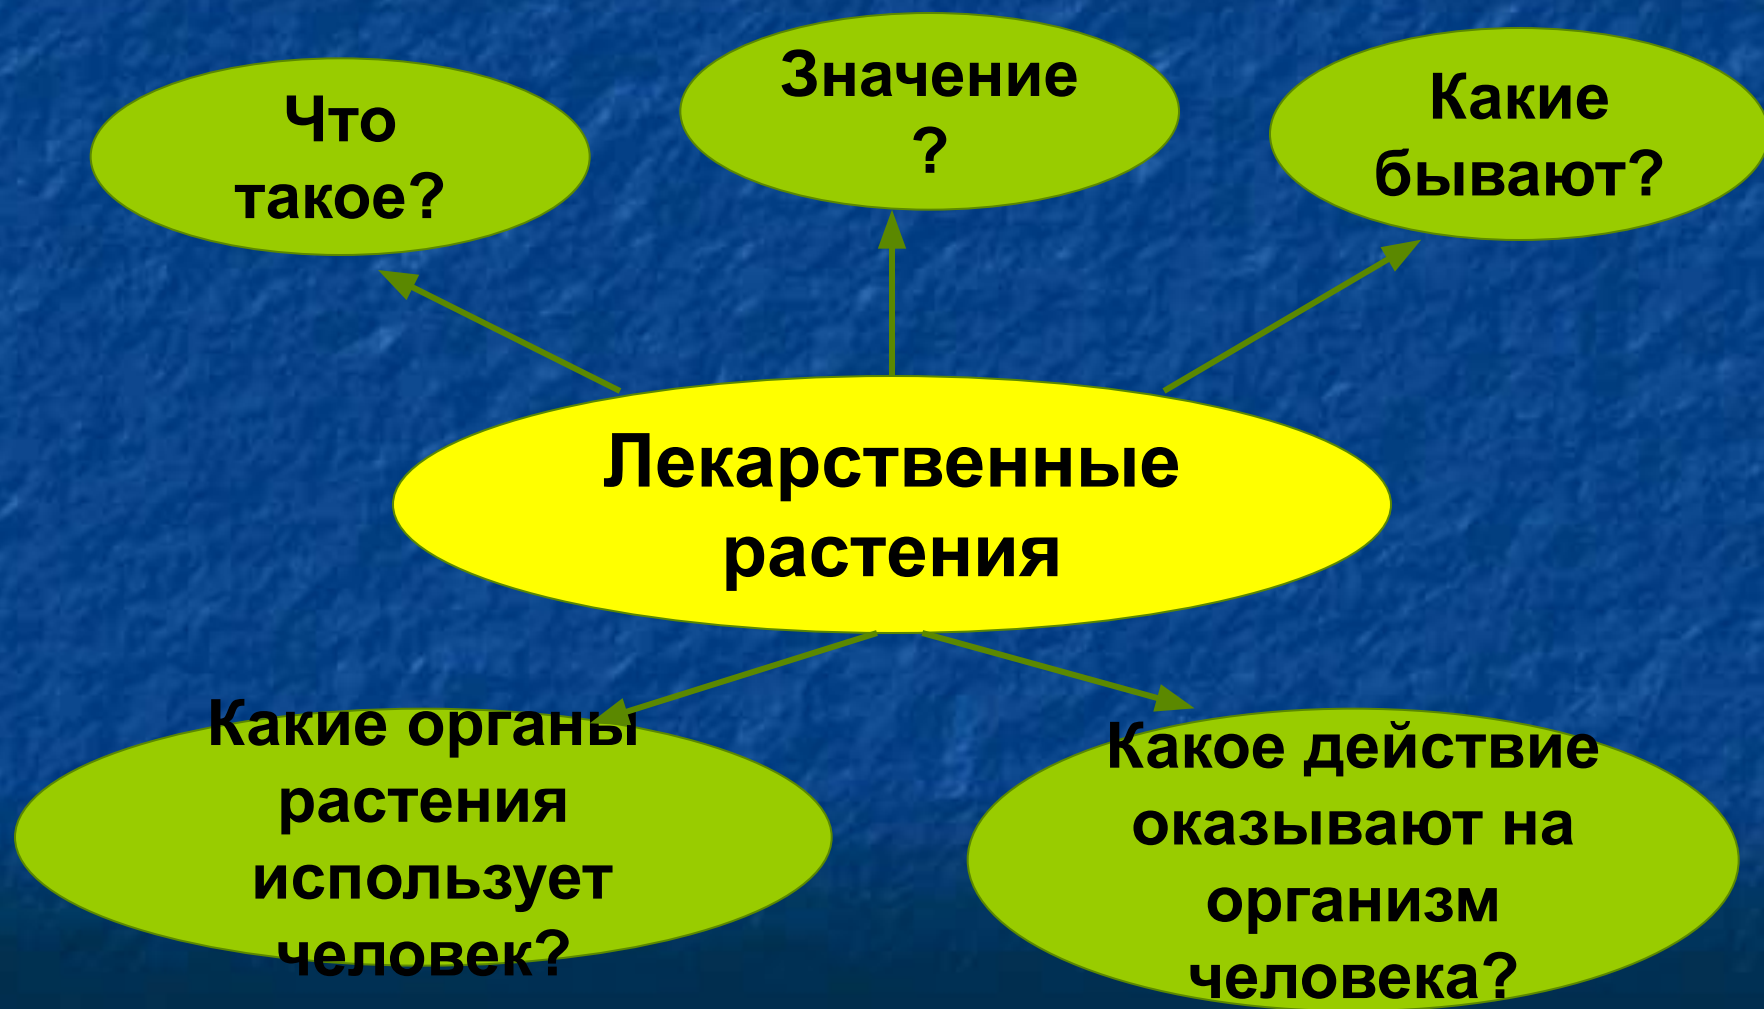 Что
такое?
Значение
?
Какие
бывают?
Лекарственные
растения
Какие органы
растения
использует
человек?
Какое действие
оказывают на
организм
человека?